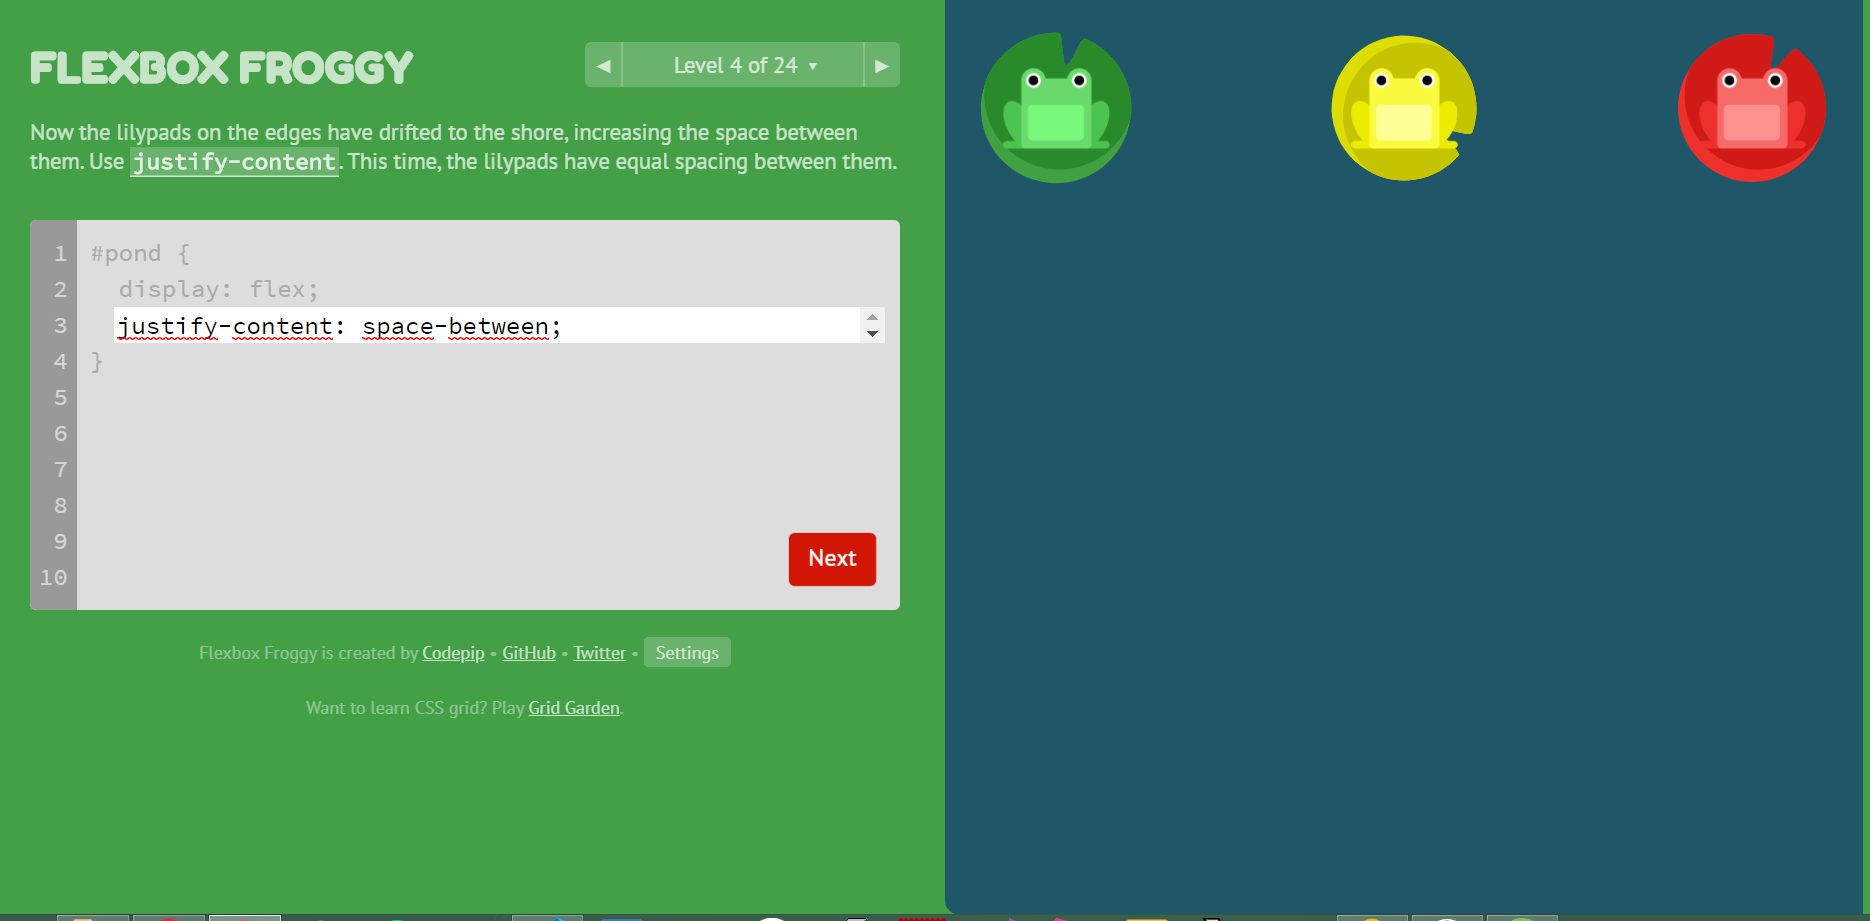 FLEXBOX FROGGY
◀ Level 4 of 24 ▼ ▶
Now the lilypads on the edges have drifted to the shore, increasing the space between
them. Use justify-content. This time, the lilypads have equal spacing between them.
1 #pond {
2 display: flex;
3 justify-content: space-between;
4 }
5
6
7
8
9
10
Next
Flexbox Froggy is created by Codepip • GitHub • Twitter • Settings
Want to learn CSS grid? Play Grid Garden.